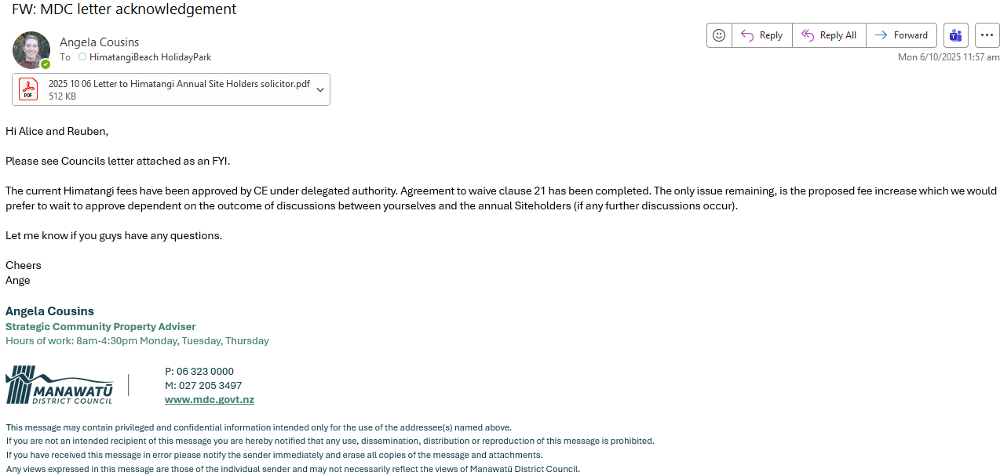 FW: MDC letter acknowledgement
Angela Cousins
To HimatangiBeach HolidayPark
Reply
Reply All
Forward
Mon 6/10/2025 11:57 am
PDF
2025 10 06 Letter to Himatangi Annual Site Holders solicitor.pdf
512 KB
Hi Alice and Reuben,
Please see Councils letter attached as an FYI.
The current Himatangi fees have been approved by CE under delegated authority. Agreement to waive clause 21 has been completed. The only issue remaining, is the proposed fee increase which we would
prefer to wait to approve dependent on the outcome of discussions between yourselves and the annual Siteholders (if any further discussions occur).
Let me know if you guys have any questions.
Cheers
Ange
Angela Cousins
Strategic Community Property Adviser
Hours of work: 8am-4:30pm Monday, Tuesday, Thursday
MANAWATŪ
DISTRICT COUNCIL
P: 06 323 0000
M: 027 205 3497
www.mdc.govt.nz
This message may contain privileged and confidential information intended only for the use of the addressee(s) named above.
If you are not an intended recipient of this message you are hereby notified that any use, dissemination, distribution or reproduction of this message is prohibited.
If you have received this message in error please notify the sender immediately and erase all copies of the message and attachments.
Any views expressed in this message are those of the individual sender and may not necessarily reflect the views of Manawatū District Council.